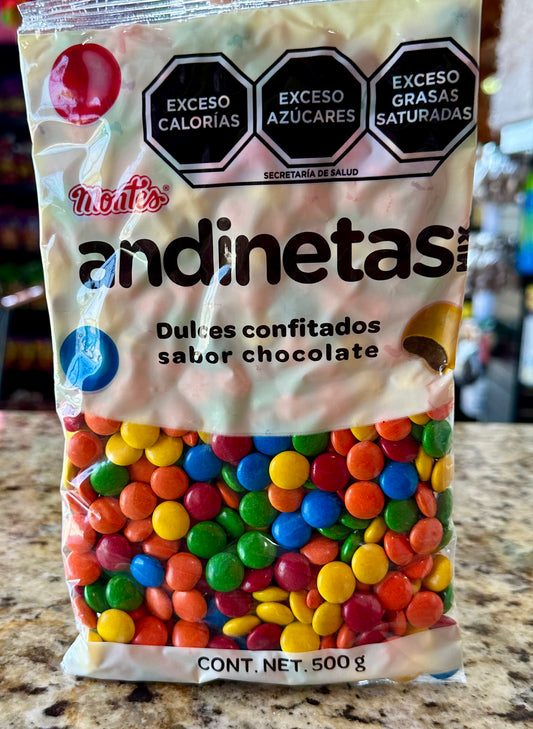 EXCESO
CALORÍAS
EXCESO
AZÚCARES
EXCESO
GRASAS
SATURADAS
SECRETARÍA DE SALUD
Montes®
andinetas MIX
Dulces confitados
sabor chocolate
CONT. NET. 500 g